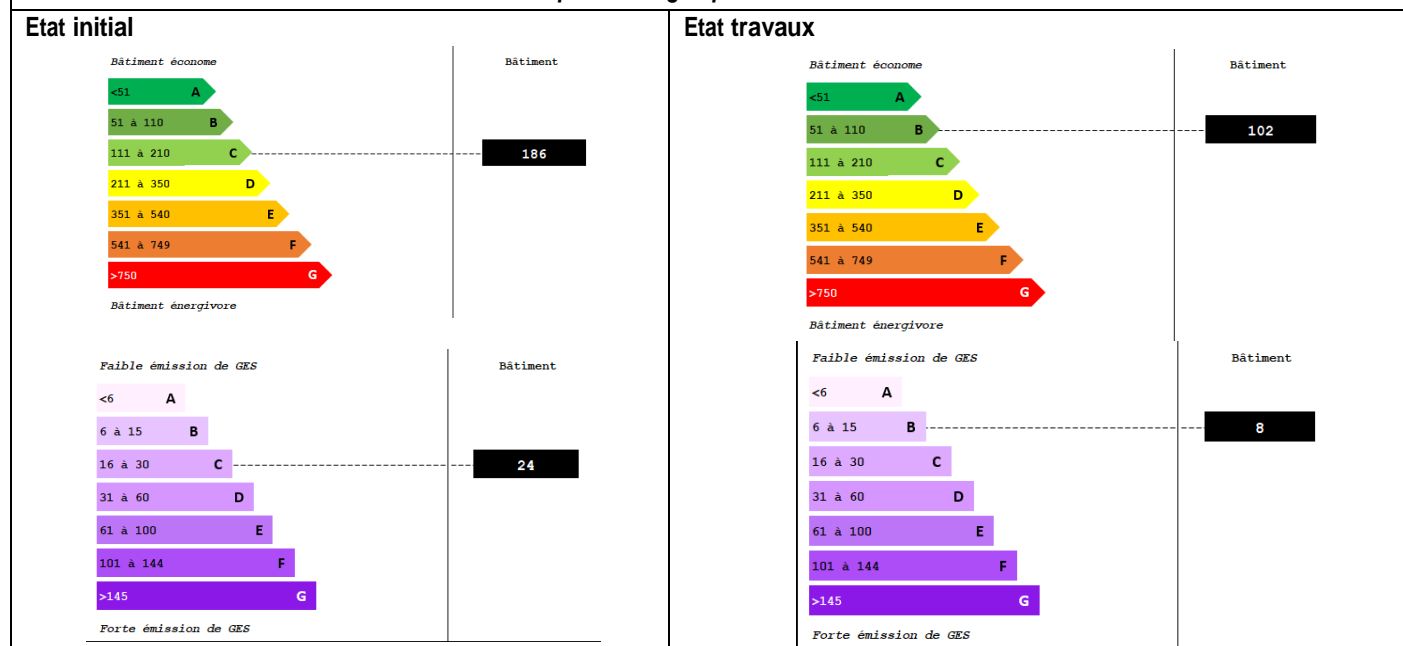 Etat initial
Bâtiment économe
Bâtiment
<51 A
51 à 110 B
111 à 210 C
186
211 à 350 D
351 à 540 E
541 à 749 F
>750 G
Bâtiment énergivore
Faible émission de GES
Bâtiment
<6 A
6 à 15 B
16 à 30 C
24
31 à 60 D
61 à 100 E
101 à 144 F
>145 G
Forte émission de GES
Etat travaux
Bâtiment économe
Bâtiment
<51 A
51 à 110 B
102
111 à 210 C
211 à 350 D
351 à 540 E
541 à 749 F
>750 G
Bâtiment énergivore
Faible émission de GES
Bâtiment
<6 A
6 à 15 B
8
16 à 30 C
31 à 60 D
61 à 100 E
101 à 144 F
>145 G
Forte émission de GES